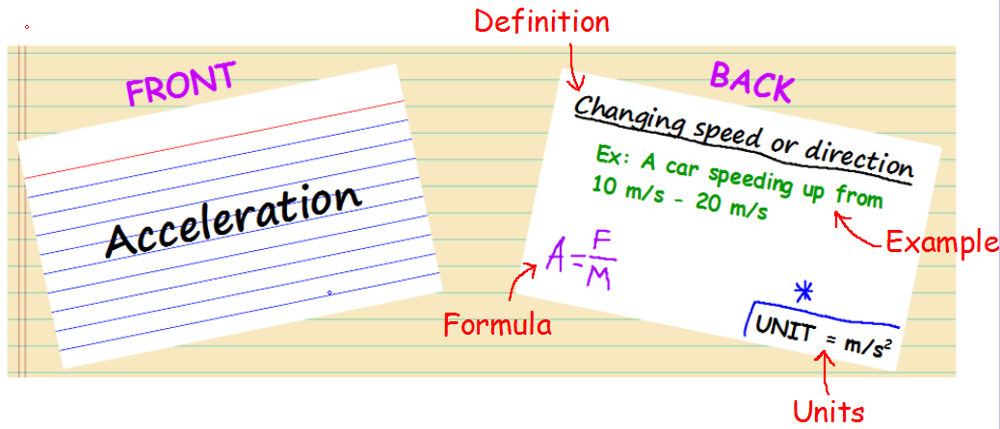 Definition
FRONT
BACK
Acceleration
Changing speed or direction
Ex: A car speeding up from
10 m/s - 20 m/s
Example
A = F/M
Formula
*
UNIT = m/s²
Units